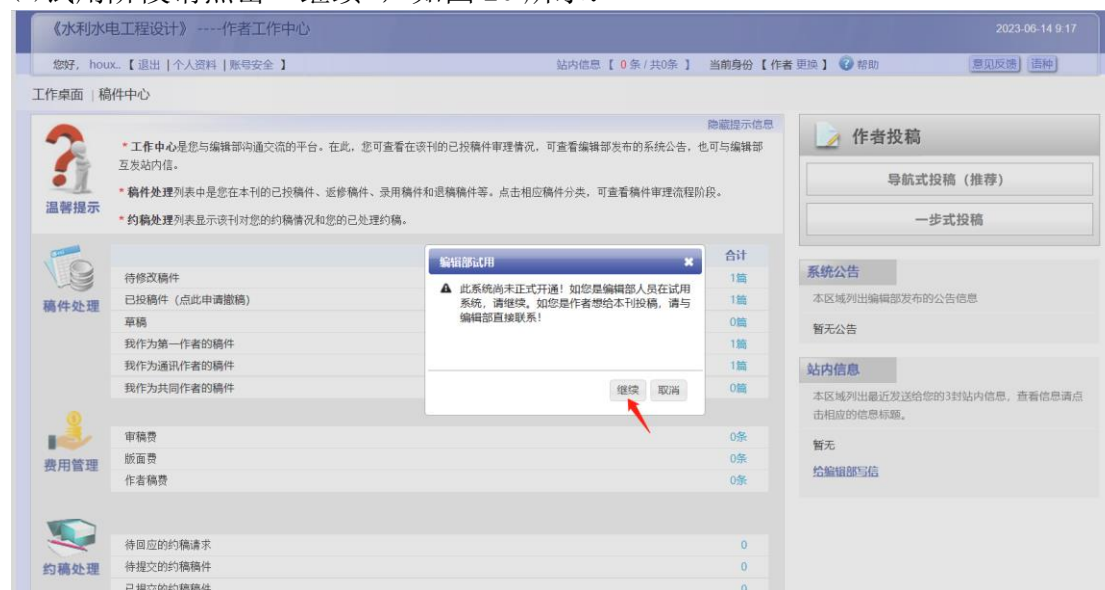 《水利水电工程设计》 ----作者工作中心
2023-06-14 9:17
您好, houx..【 退出 | 个人资料 | 账号安全 】
站内信息 【 0 条 / 共0条 】 当前身份 【 作者 更换 】 帮助
意见反馈 语种
工作桌面 | 稿件中心
隐藏提示信息
温馨提示
* 工作中心是您与编辑部沟通交流的平台。在此，您可查看在该刊的已投稿件审理情况，可查看编辑部发布的系统公告，也可与编辑部
互发站内信。
* 稿件处理列表中是您在本刊的已投稿件、返修稿件、录用稿件和退稿稿件等。点击相应稿件分类，可查看稿件审理流程阶段。
* 约稿处理列表显示该刊对您的约稿情况和您的已处理约稿。
作者投稿
导航式投稿（推荐）
一步式投稿
稿件处理
合计
待修改稿件 1篇
已投稿件（点此申请撤稿） 1篇
草稿 0篇
我作为第一作者的稿件 1篇
我作为通讯作者的稿件 1篇
我作为共同作者的稿件 0篇
编辑部试用
此系统尚未正式开通！如您是编辑部人员在试用
系统，请继续。如您是作者想给本刊投稿，请与
编辑部直接联系！
继续 取消
系统公告
本区域列出编辑部发布的公告信息
暂无公告
站内信息
本区域列出最近发送给您的3封站内信息，查看信息请点
击相应的信息标题。
暂无
给编辑部写信
费用管理
审稿费 0条
版面费 0条
作者稿费 0条
约稿处理
待回应的约稿请求 0
待提交的约稿稿件 0
已提交的约稿稿件 0